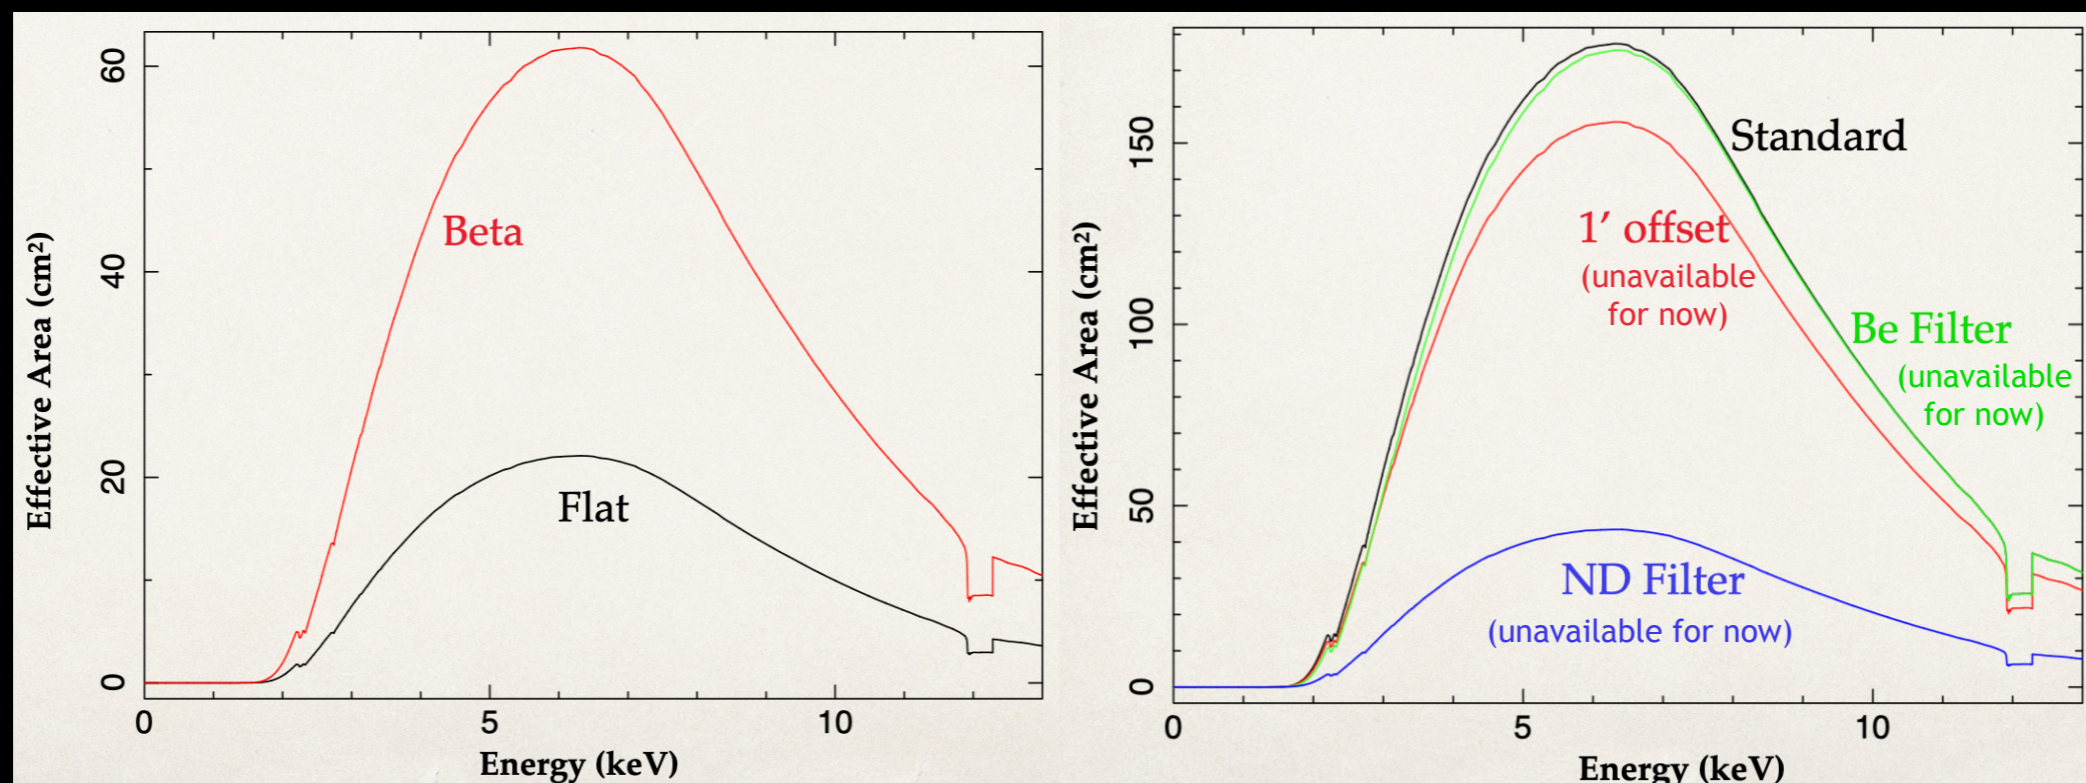 60
40
20
0
0
5
10
Effective Area (cm²)
Energy (keV)
Beta
Flat
150
100
50
0
0
5
10
Effective Area (cm²)
Energy (keV)
Standard
1′ offset
(unavailable
for now)
Be Filter
(unavailable
for now)
ND Filter
(unavailable for now)